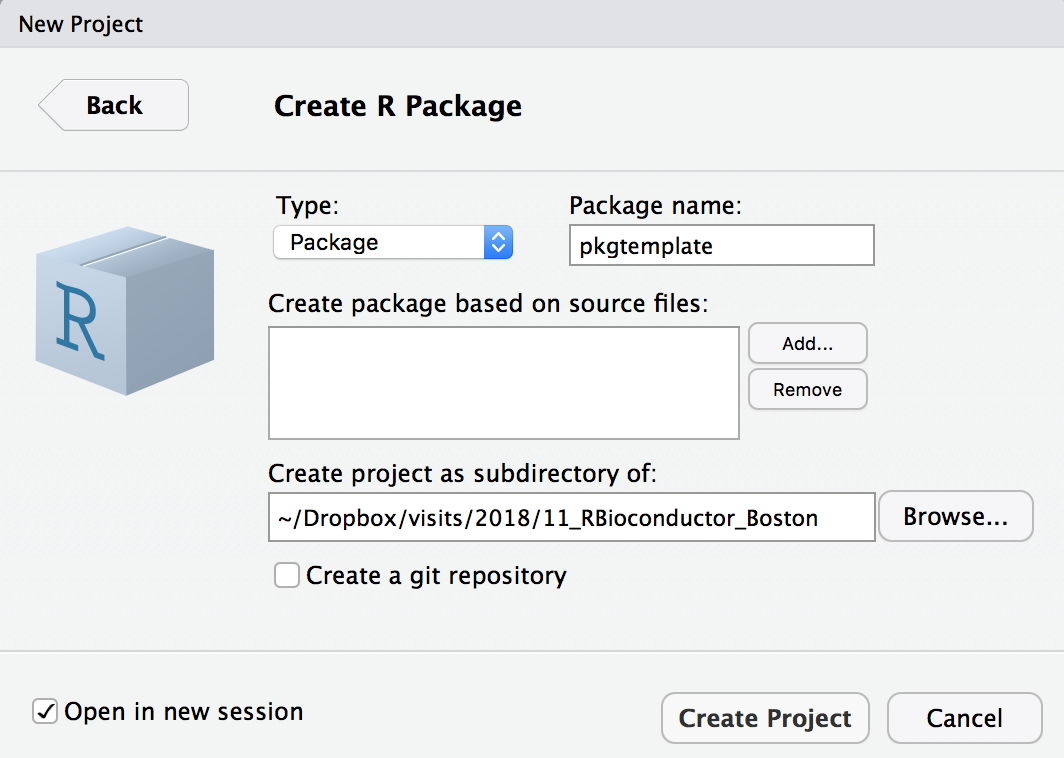 New Project
Back
Create R Package
Type:
Package name:
Package
pkgtemplate
R
Create package based on source files:
Add...
Remove
Create project as subdirectory of:
~/Dropbox/visits/2018/11_RBioconductor_Boston
Browse...
Create a git repository
Open in new session
Create Project
Cancel